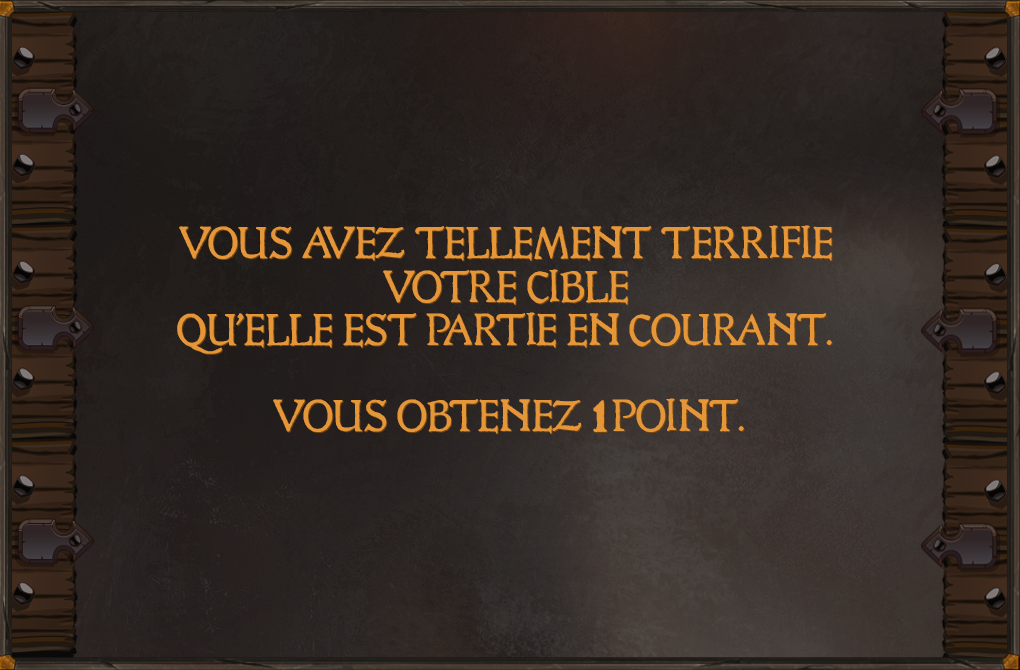 VOUS AVEZ TELLEMENT TERRIFIE
VOTRE CIBLE
QU'ELLE EST PARTIE EN COURANT.
VOUS OBTENEZ 1 POINT.